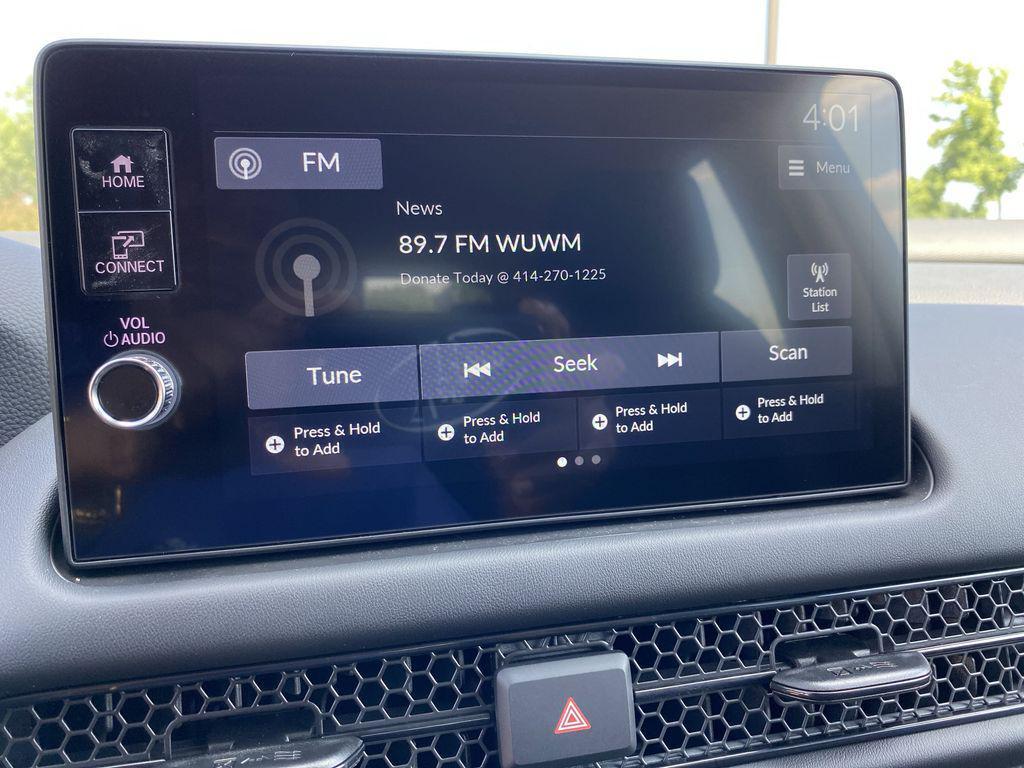 4:01
HOME
FM
Menu
News
CONNECT
89.7 FM WUWM
Donate Today @ 414-270-1225
Station
List
VOL
AUDIO
Tune
Seek
Scan
Press & Hold
to Add
Press & Hold
to Add
Press & Hold
to Add
Press & Hold
to Add